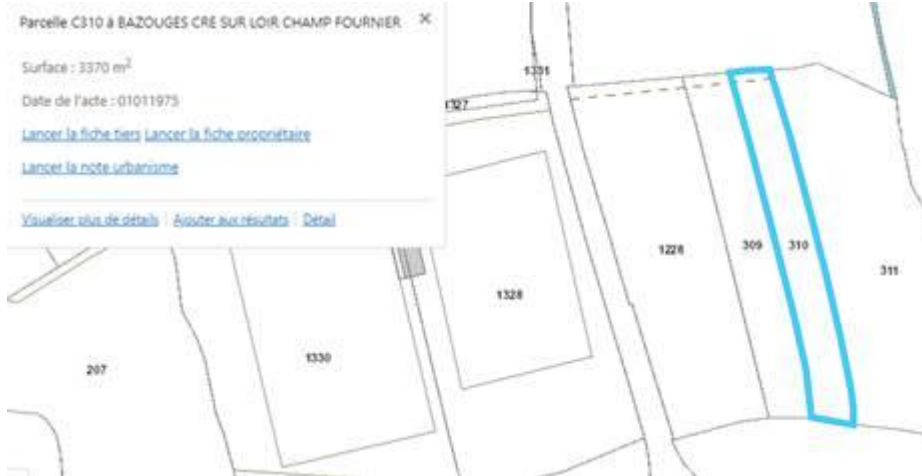 Parcelle C310 à BAZOUGES CRE SUR LOIR CHAMP FOURNIER ×
Surface : 3370 m²
Date de l'acte : 01011975
Lancer la fiche tiers Lancer la fiche propriétaire
Lancer la note urbanisme
Visualiser plus de détails Ajouter aux résultats Détail
1331
1327
1228
309
310
311
1328
1330
207